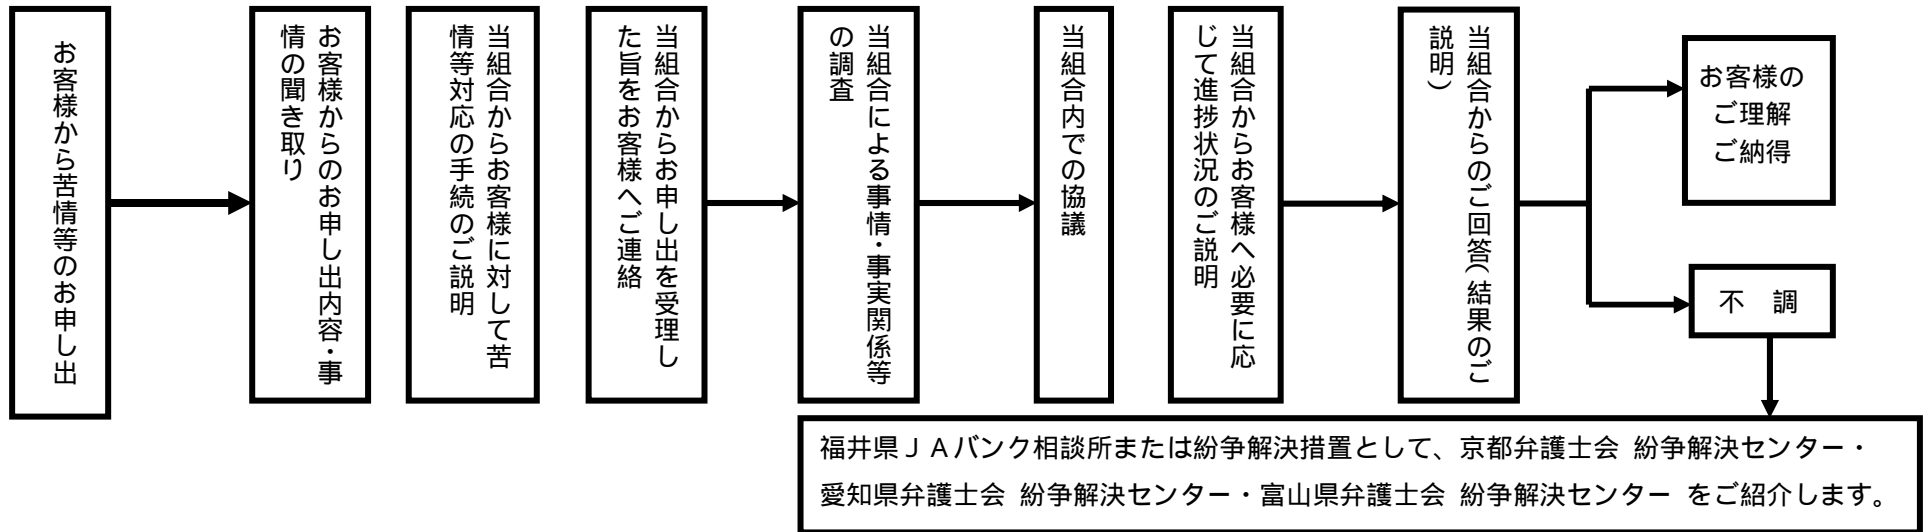 お客様から苦情等のお申し出
お客様からのお申し出内容・事
情の聞き取り
当組合からお客様に対して苦
情等対応の手続のご説明
当組合からお申し出を受理し
た旨をお客様へご連絡
当組合による事情・事実関係等
の調査
当組合内での協議
当組合からお客様へ必要に応
じて進捗状況のご説明
当組合からのご回答(結果のご
説明)
お客様の
ご理解
ご納得
不　調
福井県ＪＡバンク相談所または紛争解決措置として、京都弁護士会 紛争解決センター・
愛知県弁護士会 紛争解決センター・富山県弁護士会 紛争解決センター をご紹介します。